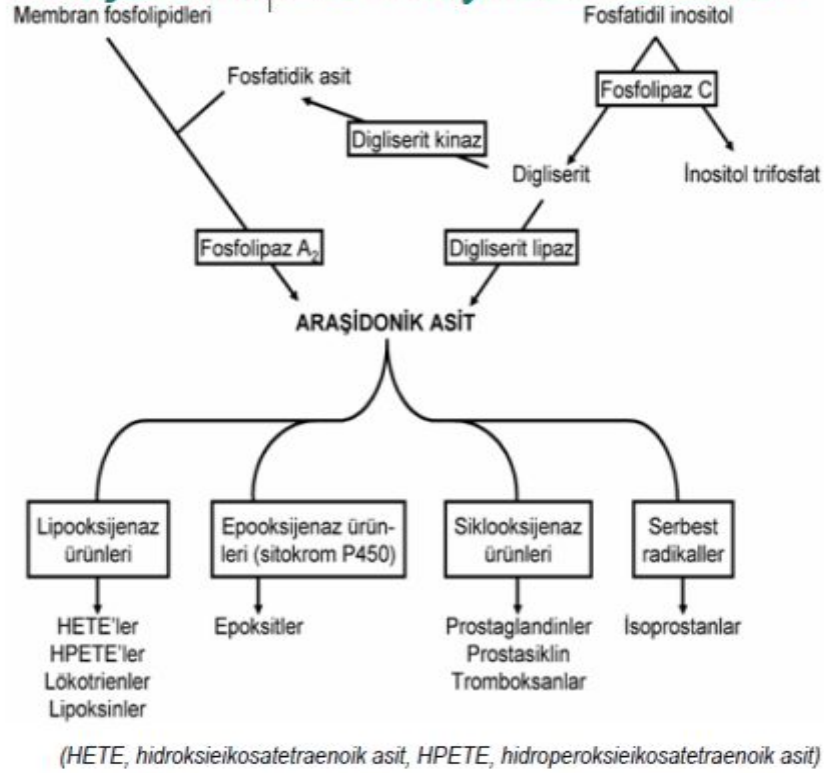 Membran fosfolipidleri
Fosfatidil inositol
Fosfatidik asit
Fosfolipaz C
Digliserit kinaz
Digliserit
İnositol trifosfat
Fosfolipaz A2
Digliserit lipaz
ARAŞİDONİK ASİT
Lipooksijenaz
ürünleri
Epooksijenaz ürün-
leri (sitokrom P450)
Siklooksijenaz
ürünleri
Serbest
radikaller
HETE'ler
HPETE'ler
Lökotrienler
Lipoksinler
Epoksitler
Prostaglandinler
Prostasiklin
Tromboksanlar
İsoprostanlar
(HETE, hidroksieikosatetraenoik asit, HPETE, hidroperoksieikosatetraenoik asit)